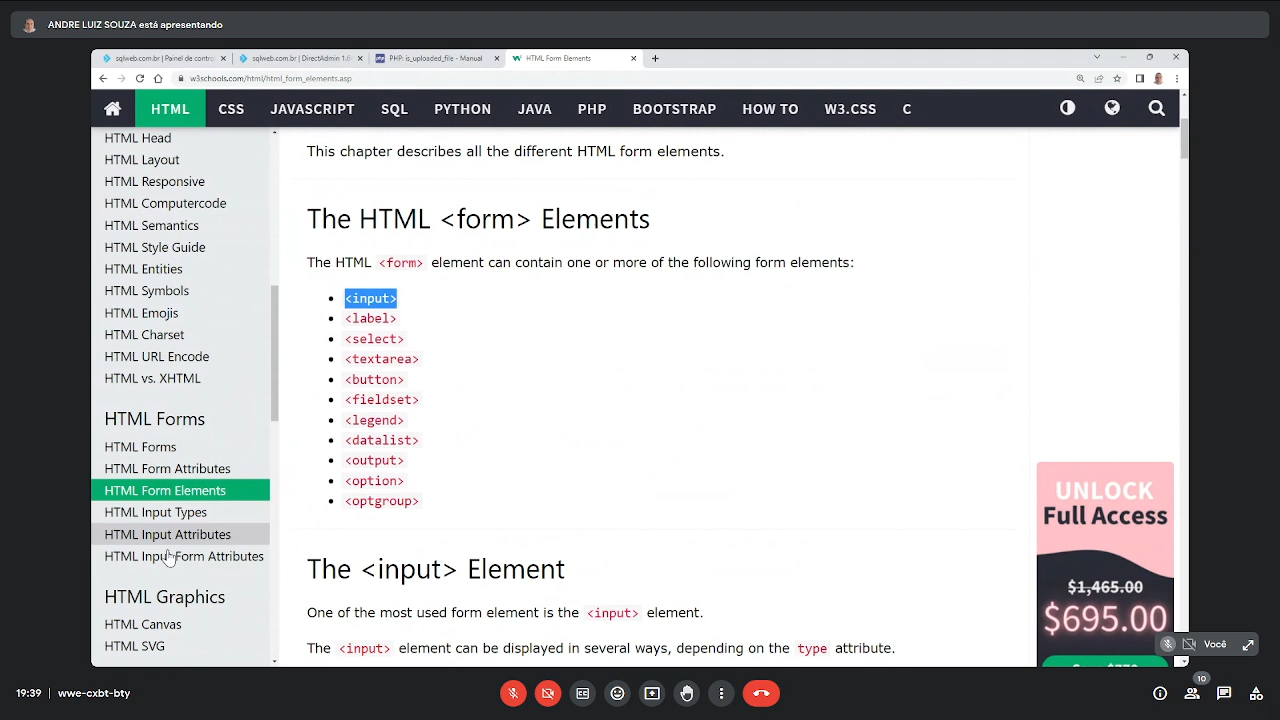 ANDRE LUIZ SOUZA está apresentando
sqlweb.com.br | Painel de contro
sqlweb.com.br | DirectAdmin 1.6
PHP: is_uploaded_file - Manual
HTML Form Elements
w3schools.com/html/html_form_elements.asp
HTML CSS JAVASCRIPT SQL PYTHON JAVA PHP BOOTSTRAP HOW TO W3.CSS C
HTML Head
HTML Layout
HTML Responsive
HTML Computercode
HTML Semantics
HTML Style Guide
HTML Entities
HTML Symbols
HTML Emojis
HTML Charset
HTML URL Encode
HTML vs. XHTML
HTML Forms
HTML Forms
HTML Form Attributes
HTML Form Elements
HTML Input Types
HTML Input Attributes
HTML Input Form Attributes
HTML Graphics
HTML Canvas
HTML SVG
This chapter describes all the different HTML form elements.
The HTML <form> Elements
The HTML <form> element can contain one or more of the following form elements:
<input>
<label>
<select>
<textarea>
<button>
<fieldset>
<legend>
<datalist>
<output>
<option>
<optgroup>
The <input> Element
One of the most used form element is the <input> element.
The <input> element can be displayed in several ways, depending on the type attribute.
UNLOCK
Full Access
$1,465.00
$695.00
Você
19:39 | wwe-cxbt-bty
10